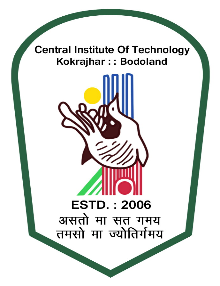 Central Institute Of Technology
Kokrajhar : : Bodoland
ESTD. : 2006
असतो मा सत गमय
तमसो मा ज्योतिर्गमय